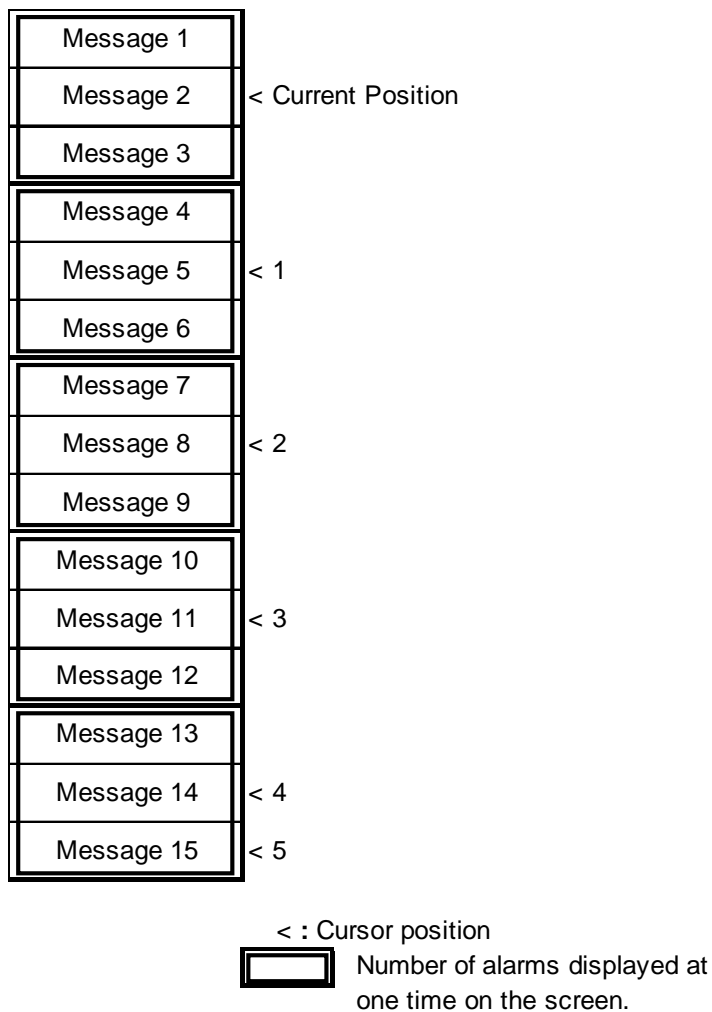 Message 1
Message 2 < Current Position
Message 3
Message 4
Message 5 < 1
Message 6
Message 7
Message 8 < 2
Message 9
Message 10
Message 11 < 3
Message 12
Message 13
Message 14 < 4
Message 15 < 5
< : Cursor position
Number of alarms displayed at
one time on the screen.